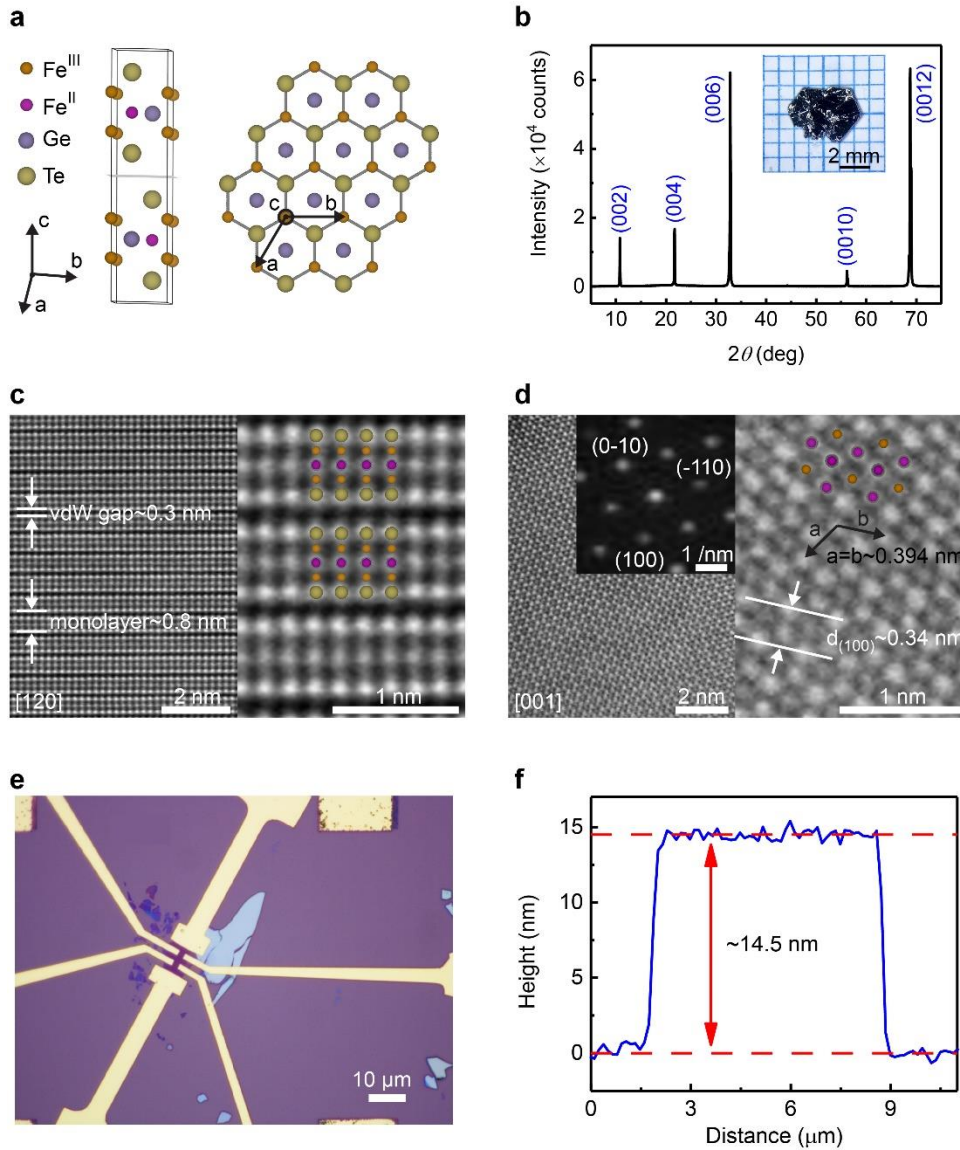 a
Fe^III
Fe^II
Ge
Te
c
b
a
c
b
a
b
Intensity (×10⁴ counts)
6
4
2
0
(002)
(004)
(006)
(0010)
(0012)
2 mm
10 20 30 40 50 60 70
2θ (deg)
c
vdW gap~0.3 nm
monolayer~0.8 nm
[120]
2 nm
1 nm
d
(0-10)
(-110)
(100)
1 /nm
[001]
2 nm
a
b
a=b~0.394 nm
d(100)~0.34 nm
1 nm
e
10 µm
f
Height (nm)
15
10
5
0
~14.5 nm
0 3 6 9
Distance (µm)